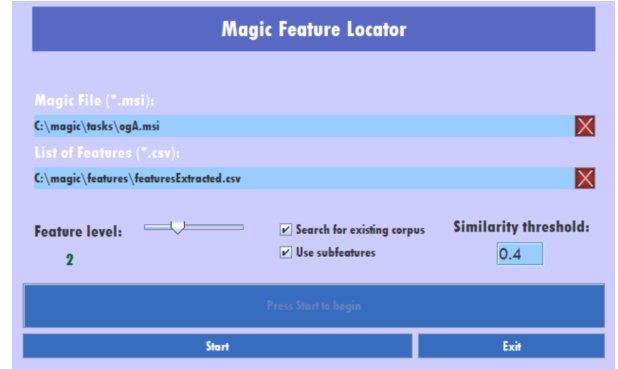 Magic Feature Locator
Magic File (*.msi):
C:\magic\tasks\ogA.msi
List of Features (*.csv):
C:\magic\features\featuresExtracted.csv
Feature level:
2
Search for existing corpus
Use subfeatures
Similarity threshold:
0.4
Press Start to begin
Start
Exit